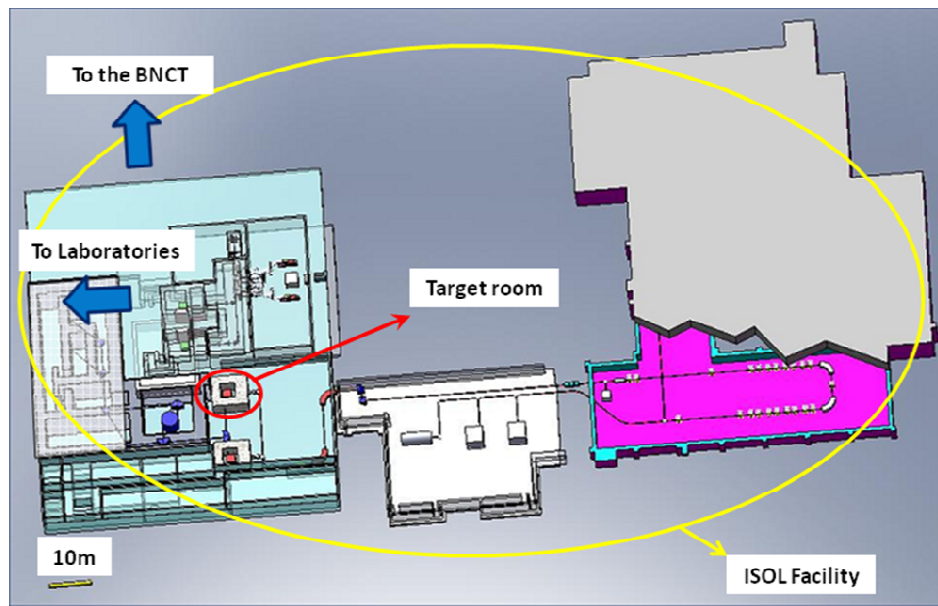 To the BNCT
To Laboratories
Target room
10m
ISOL Facility